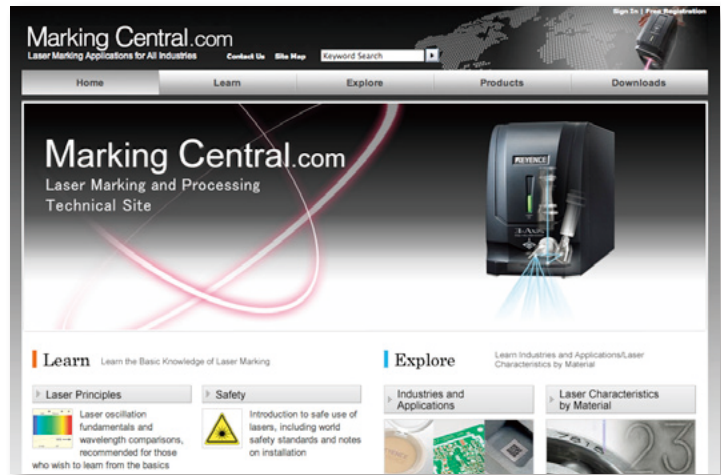 Sign In | Free Registration
Marking Central.com
Laser Marking Applications for All Industries
Contact Us Site Map Keyword Search
Home Learn Explore Products Downloads
Marking Central.com
Laser Marking and Processing
Technical Site
KEYENCE
3-Axis
Learn Learn the Basic Knowledge of Laser Marking
Explore Learn Industries and Applications/Laser
Characteristics by Material
Laser Principles
Laser oscillation
fundamentals and
wavelength comparisons,
recommended for those
who wish to learn from the basics
Safety
Introduction to safe use of
lasers, including world
safety standards and notes
on installation
Industries and
Applications
Laser Characteristics
by Material
23